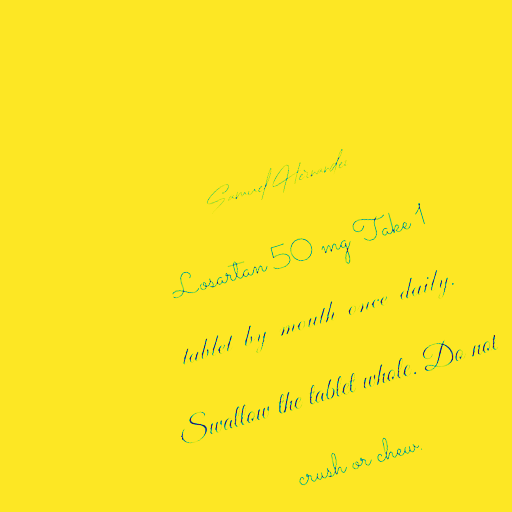 Samuel Hernandez
Losartan 50 mg Take 1
tablet by mouth once daily.
Swallow the tablet whole. Do not
crush or chew.